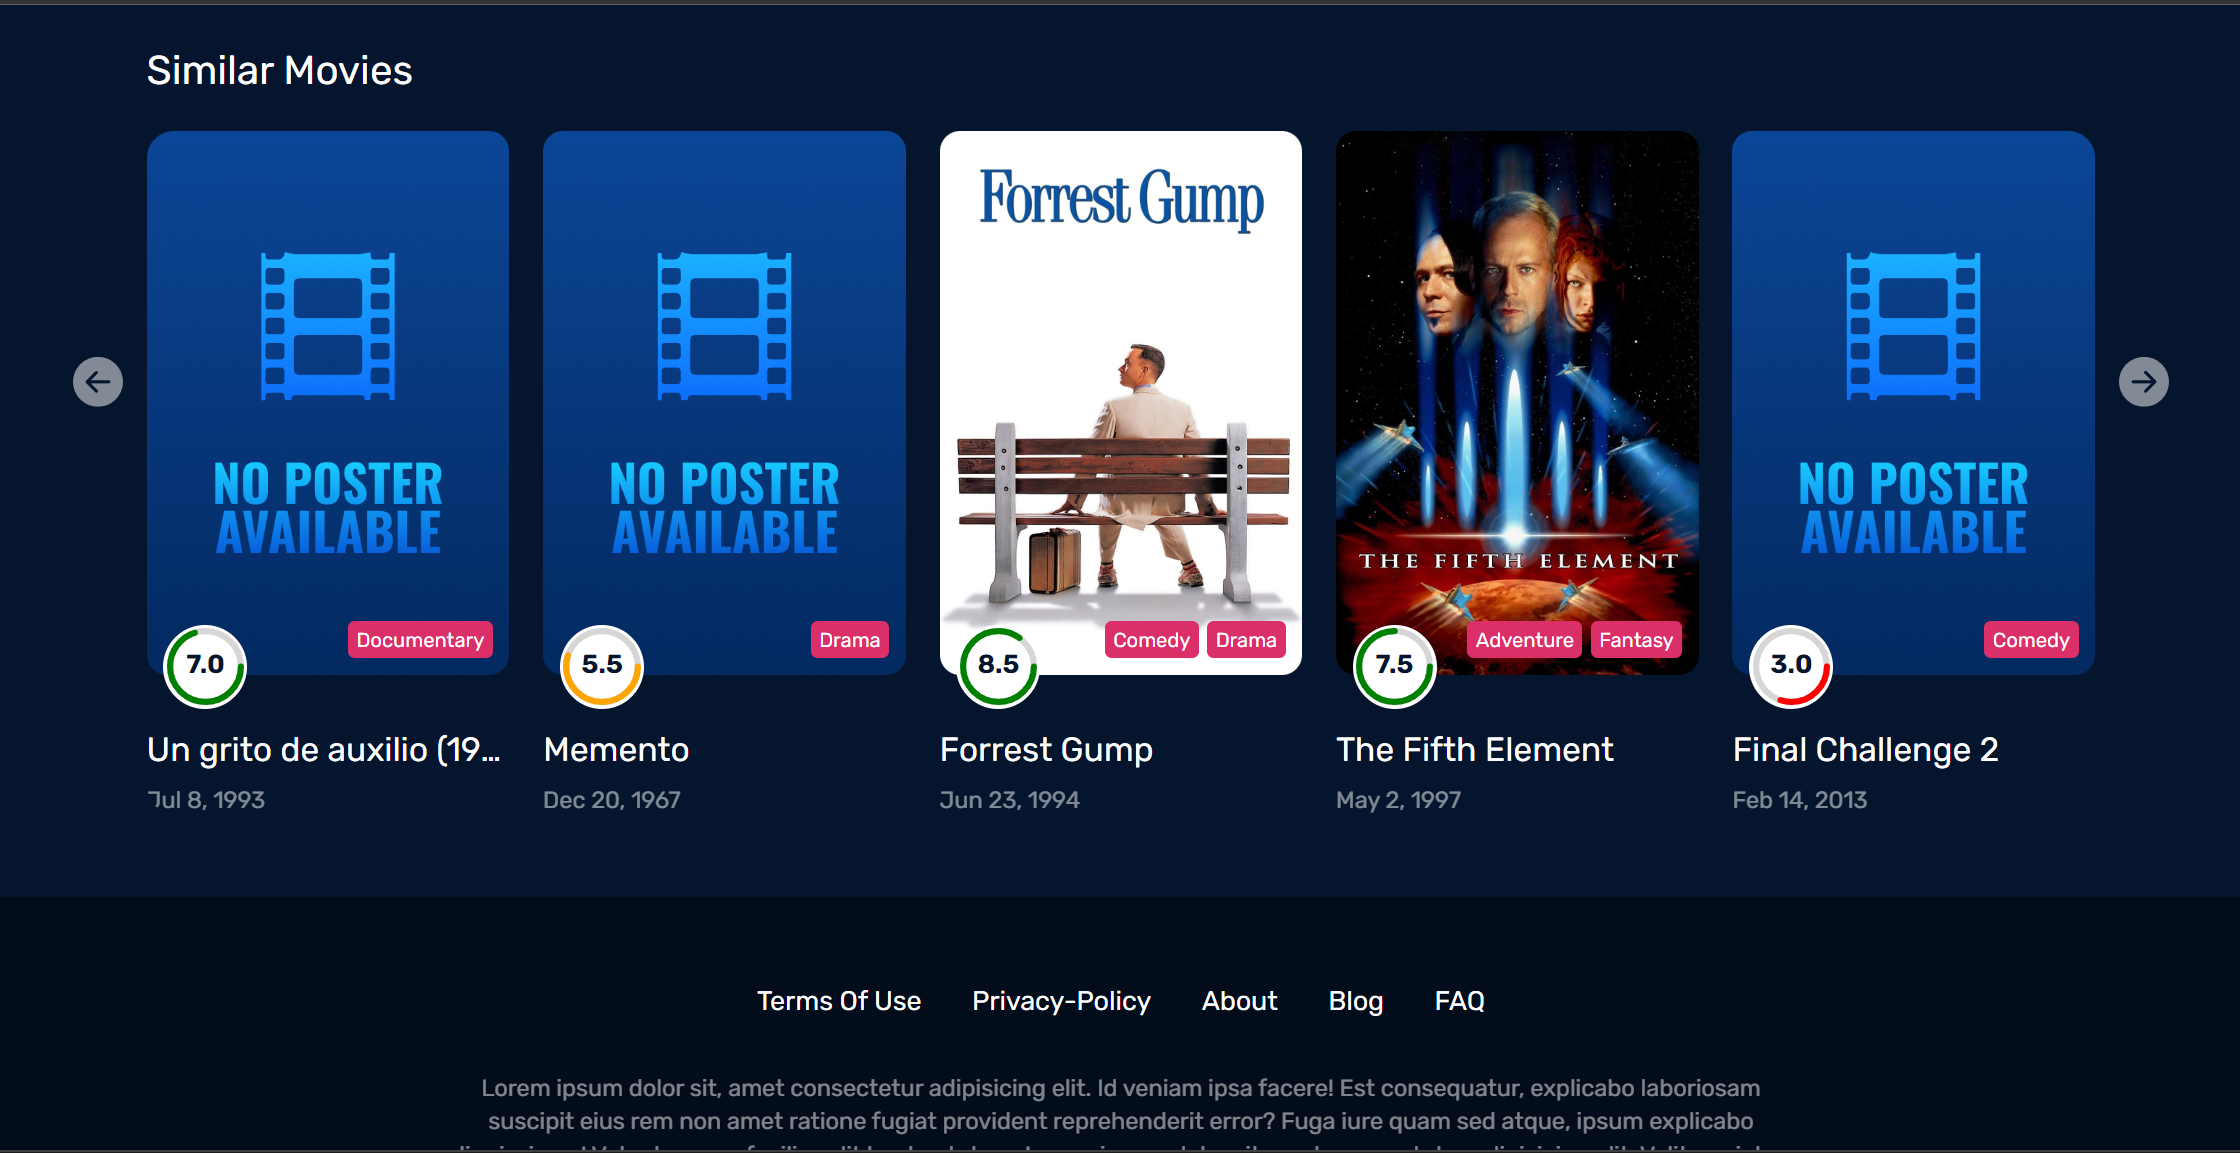 Similar Movies
NO POSTER
AVAILABLE
Documentary
7.0
Un grito de auxilio (19...
Jul 8, 1993
NO POSTER
AVAILABLE
Drama
5.5
Memento
Dec 20, 1967
Forrest Gump
Comedy Drama
8.5
Forrest Gump
Jun 23, 1994
THE FIFTH ELEMENT
Adventure Fantasy
7.5
The Fifth Element
May 2, 1997
NO POSTER
AVAILABLE
Comedy
3.0
Final Challenge 2
Feb 14, 2013
Terms Of Use Privacy-Policy About Blog FAQ
Lorem ipsum dolor sit, amet consectetur adipisicing elit. Id veniam ipsa facere! Est consequatur, explicabo laboriosam
suscipit eius rem non amet ratione fugiat provident reprehenderit error? Fuga iure quam sed atque, ipsum explicabo